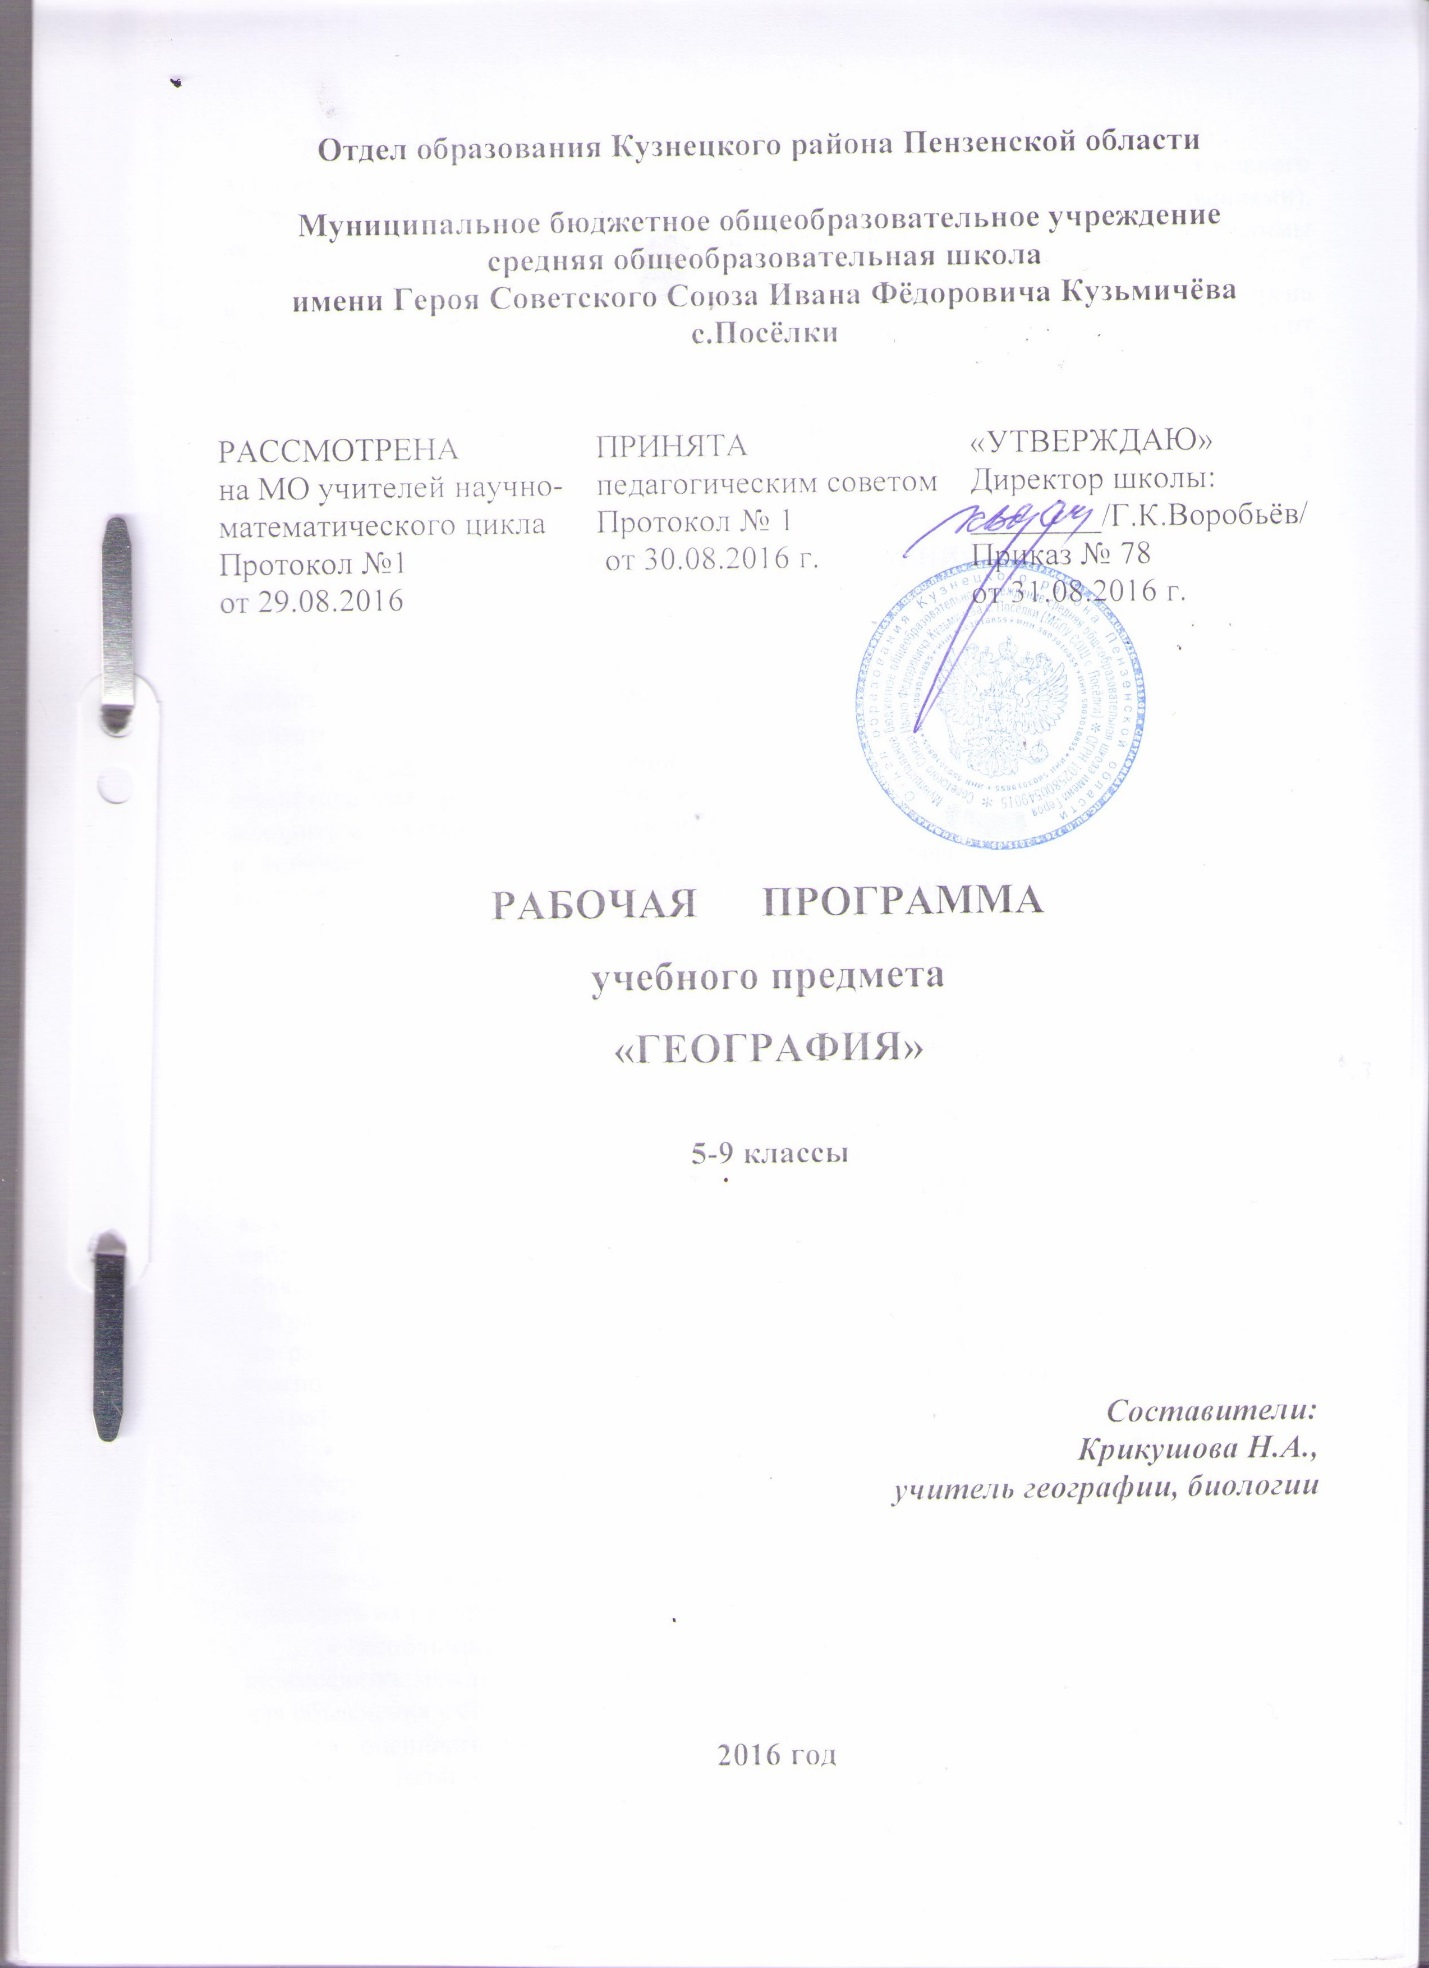 Отдел образования Кузнецкого района Пензенской области
Муниципальное бюджетное общеобразовательное учреждение
средняя общеобразовательная школа
имени Героя Советского Союза Ивана Фёдоровича Кузьмичёва
с.Посёлки
РАССМОТРЕНА
на МО учителей научно-
математического цикла
Протокол №1
от 29.08.2016
ПРИНЯТА
педагогическим советом
Протокол № 1
от 30.08.2016 г.
«УТВЕРЖДАЮ»
Директор школы:
/Г.К.Воробьёв/
Приказ № 78
от 31.08.2016 г.
РАБОЧАЯ ПРОГРАММА
учебного предмета
«ГЕОГРАФИЯ»
5-9 классы
Составители:
Крикушова Н.А.,
учитель географии, биологии
2016 год